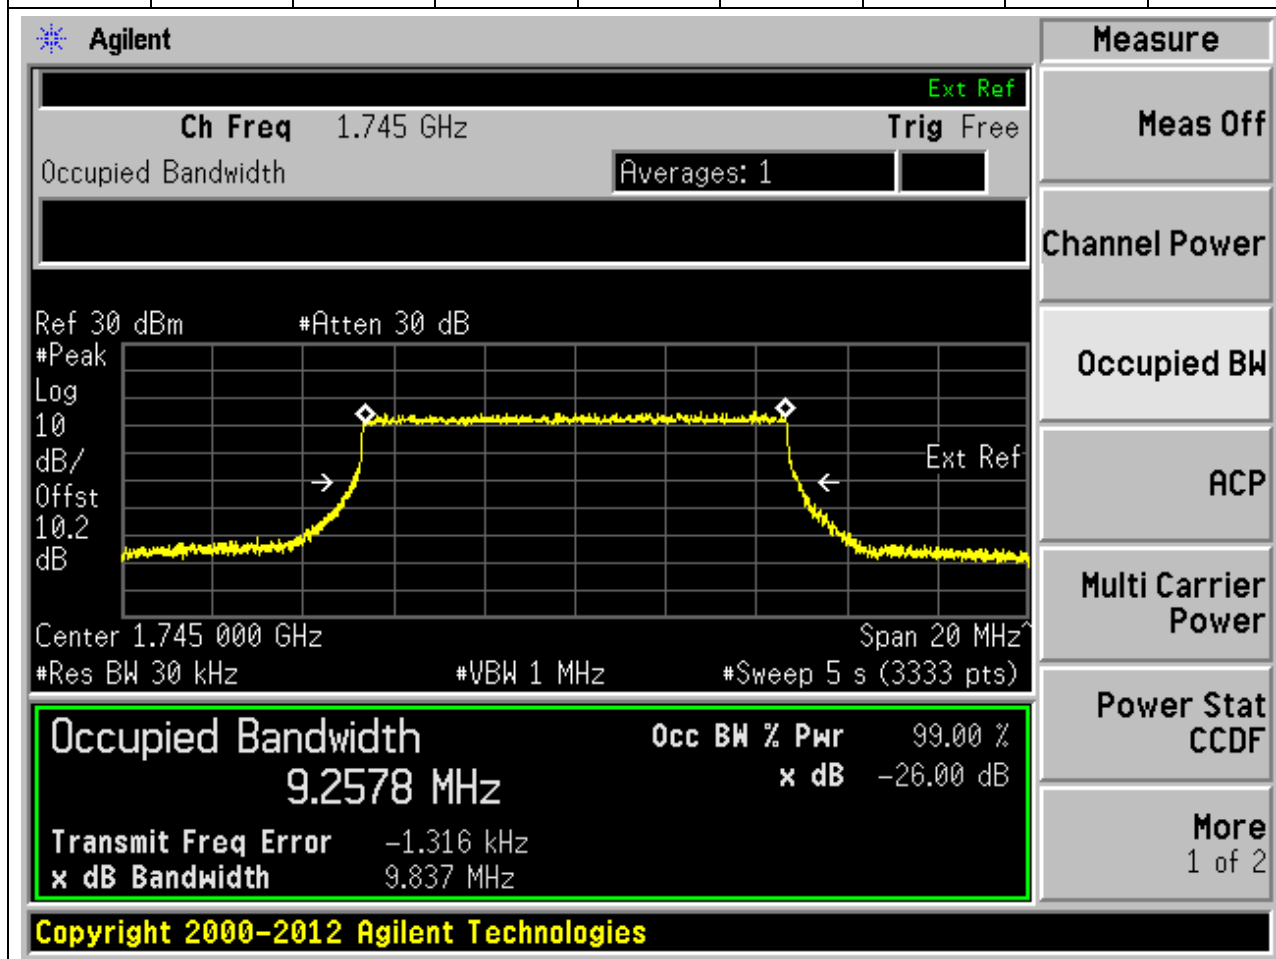 Agilent
Measure
Ext Ref
Ch Freq 1.745 GHz Trig Free
Meas Off
Occupied Bandwidth Averages: 1
Channel Power
Ref 30 dBm #Atten 30 dB
#Peak
Log
10
dB/
Offst
10.2
dB
Ext Ref
Occupied BW
ACP
Center 1.745 000 GHz Span 20 MHz^
#Res BW 30 kHz #VBW 1 MHz #Sweep 5 s (3333 pts)
Multi Carrier
Power
Occupied Bandwidth Occ BW % Pwr 99.00 %
9.2578 MHz x dB -26.00 dB
Transmit Freq Error -1.316 kHz
x dB Bandwidth 9.837 MHz
Power Stat
CCDF
More
1 of 2
Copyright 2000-2012 Agilent Technologies